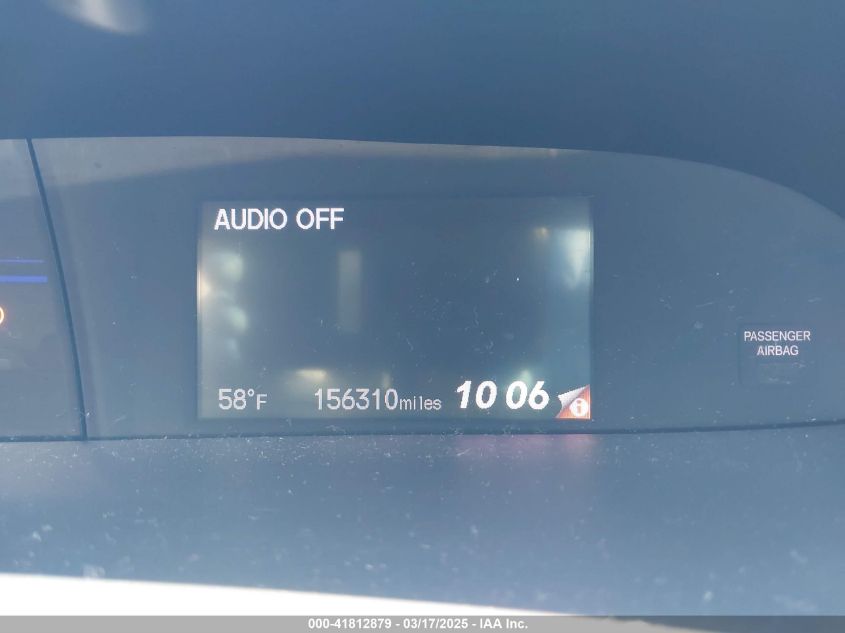 AUDIO OFF
PASSENGER
AIRBAG
58°F 156310miles 10 06 i
000-41812879 - 03/17/2025 - IAA Inc.